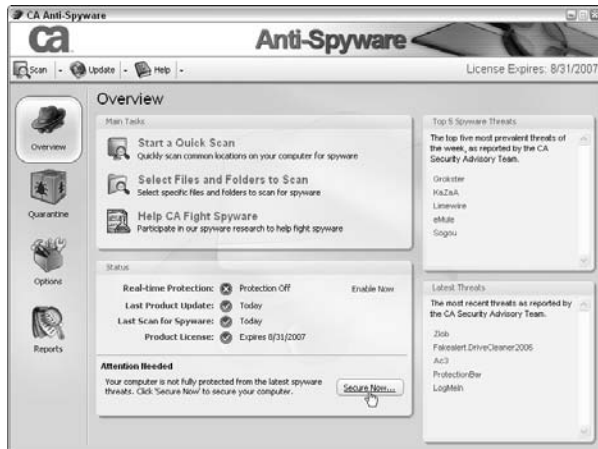 CA Anti-Spyware
ca
Anti-Spyware
Scan
Update
Help
License Expires: 8/31/2007
Overview
Quarantine
Options
Reports
Overview
Main Tasks
Start a Quick Scan
Quickly scan common locations on your computer for spyware
Select Files and Folders to Scan
Select specific files and folders to scan for spyware
Help CA Fight Spyware
Participate in our spyware research to help fight spyware
Status
Real-time Protection: Protection Off Enable Now
Last Product Update: Today
Last Scan for Spyware: Today
Product License: Expires 8/31/2007
Attention Needed
Your computer is not fully protected from the latest spyware
threats. Click 'Secure Now' to secure your computer.
Secure Now...
Top 5 Spyware Threats
The top five most prevalent threats of
the week, as reported by the CA
Security Advisory Team.
Grokster
KaZaA
Limewire
eMule
Sogou
Latest Threats
The most recent threats as reported by
the CA Security Advisory Team.
Zlob
Fakealert.DriveCleaner2006
Ac3
ProtectionBar
LogMeIn